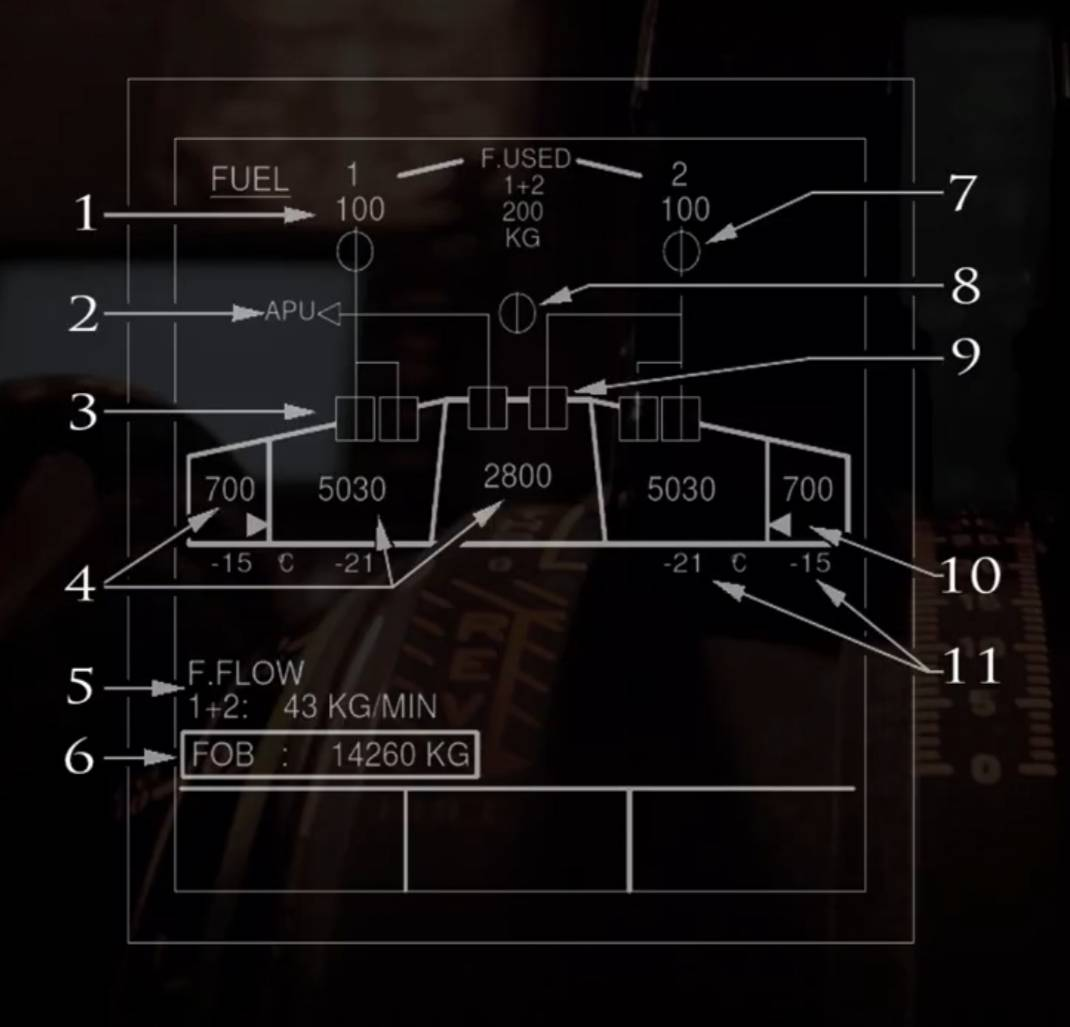 FUEL
1 F.USED 2
1+2
1 100 200 100 7
KG
2 APU 8
9
3
700 5030 2800 5030 700
-15 °C -21 -21 °C -15
4 10
11
5 F.FLOW
1+2: 43 KG/MIN
6 FOB : 14260 KG
R
E
V
5
0